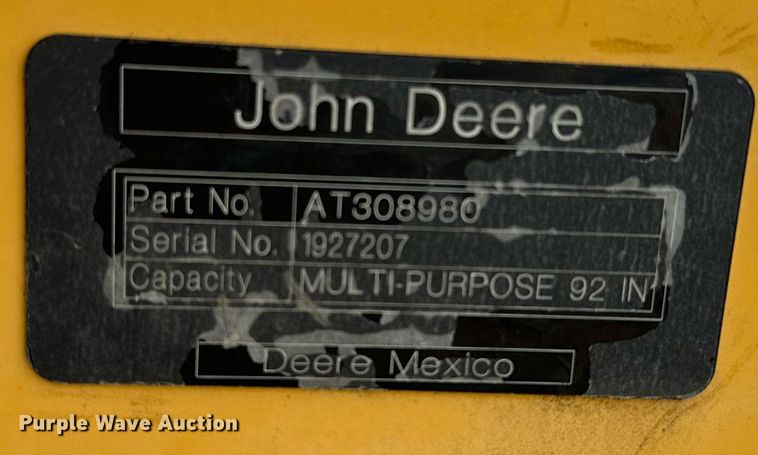 John Deere
Part No. AT308980
Serial No. 1927207
Capacity MULTI-PURPOSE 92 IN
Deere Mexico
Purple Wave Auction